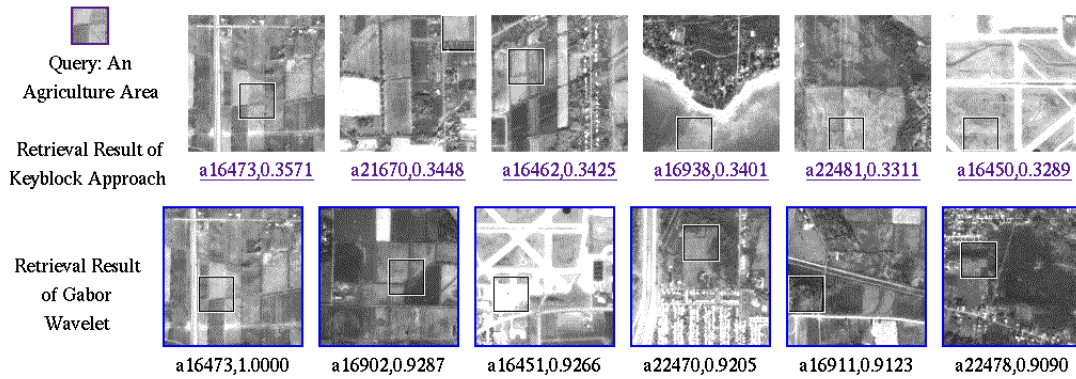 Query: An
Agriculture Area
Retrieval Result of
Keyblock Approach
a16473,0.3571
a21670,0.3448
a16462,0.3425
a16938,0.3401
a22481,0.3311
a16450,0.3289
Retrieval Result
of Gabor
Wavelet
a16473,1.0000
a16902,0.9287
a16451,0.9266
a22470,0.9205
a16911,0.9123
a22478,0.9090